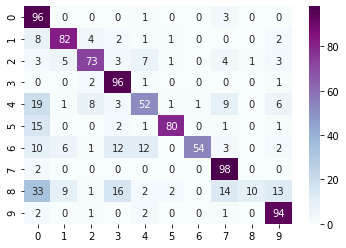 0 96 0 0 0 1 0 0 3 0 0
1 8 82 4 2 1 1 0 0 0 2
2 3 5 73 3 7 1 0 4 1 3
3 0 0 2 96 1 0 0 0 0 1
4 19 1 8 3 52 1 1 9 0 6
5 15 0 0 2 1 80 0 1 0 1
6 10 6 1 12 12 0 54 3 0 2
7 2 0 0 0 0 0 0 98 0 0
8 33 9 1 16 2 2 0 14 10 13
9 2 0 1 0 2 0 0 1 0 94
0 1 2 3 4 5 6 7 8 9
80
60
40
20
0